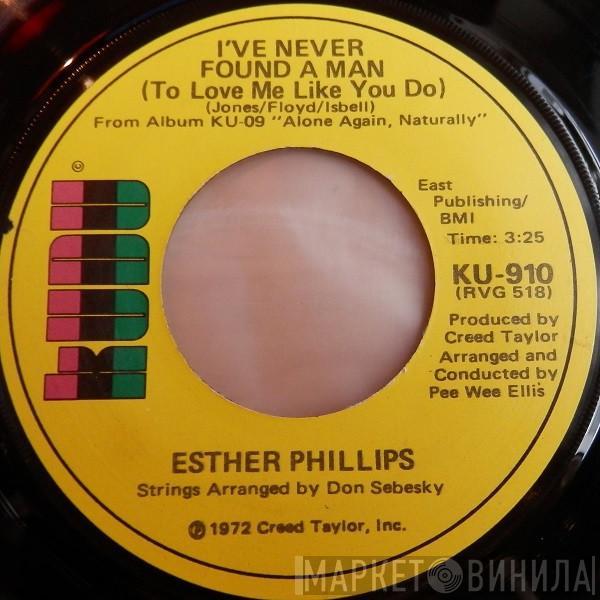 I'VE NEVER
FOUND A MAN
(To Love Me Like You Do)
(Jones/Floyd/Isbell)
From Album KU-09 "Alone Again, Naturally"
©
KUDU
East
Publishing/
BMI
Time: 3:25
KU-910
(RVG 518)
Produced by
Creed Taylor
Arranged and
Conducted by
Pee Wee Ellis
ESTHER PHILLIPS
Strings Arranged by Don Sebesky
℗ 1972 Creed Taylor, Inc.
МАРКЕТ ВИНИЛА